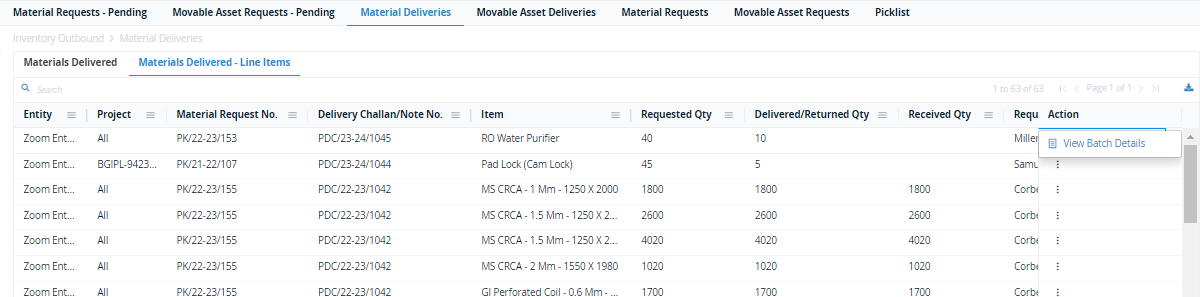 Material Requests - Pending Movable Asset Requests - Pending Material Deliveries Movable Asset Deliveries Material Requests Movable Asset Requests Picklist
Inventory Outbound > Material Deliveries
Materials Delivered Materials Delivered - Line Items
Search 1 to 63 of 63 Page 1 of 1
Entity Project Material Request No. Delivery Challan/Note No. Item Requested Qty Delivered/Returned Qty Received Qty Requ Action
Zoom Ent... All PK/22-23/153 PDC/23-24/1045 RO Water Purifier 40 10 Miller
View Batch Details
Zoom Ent... BGIPL-9423... PK/21-22/107 PDC/23-24/1044 Pad Lock (Cam Lock) 45 5 Samu
Zoom Ent... All PK/22-23/155 PDC/22-23/1042 MS CRCA - 1 Mm - 1250 X 2000 1800 1800 1800 Corbe
Zoom Ent... All PK/22-23/155 PDC/22-23/1042 MS CRCA - 1.5 Mm - 1250 X 2... 2600 2600 2600 Corbe
Zoom Ent... All PK/22-23/155 PDC/22-23/1042 MS CRCA - 1.5 Mm - 1250 X 2... 4020 4020 4020 Corbe
Zoom Ent... All PK/22-23/155 PDC/22-23/1042 MS CRCA - 2 Mm - 1550 X 1980 1020 1020 1020 Corbe
Zoom Ent... All PK/22-23/155 PDC/22-23/1042 GI Perforated Coil - 0.6 Mm - ... 1700 1700 1700 Corbe